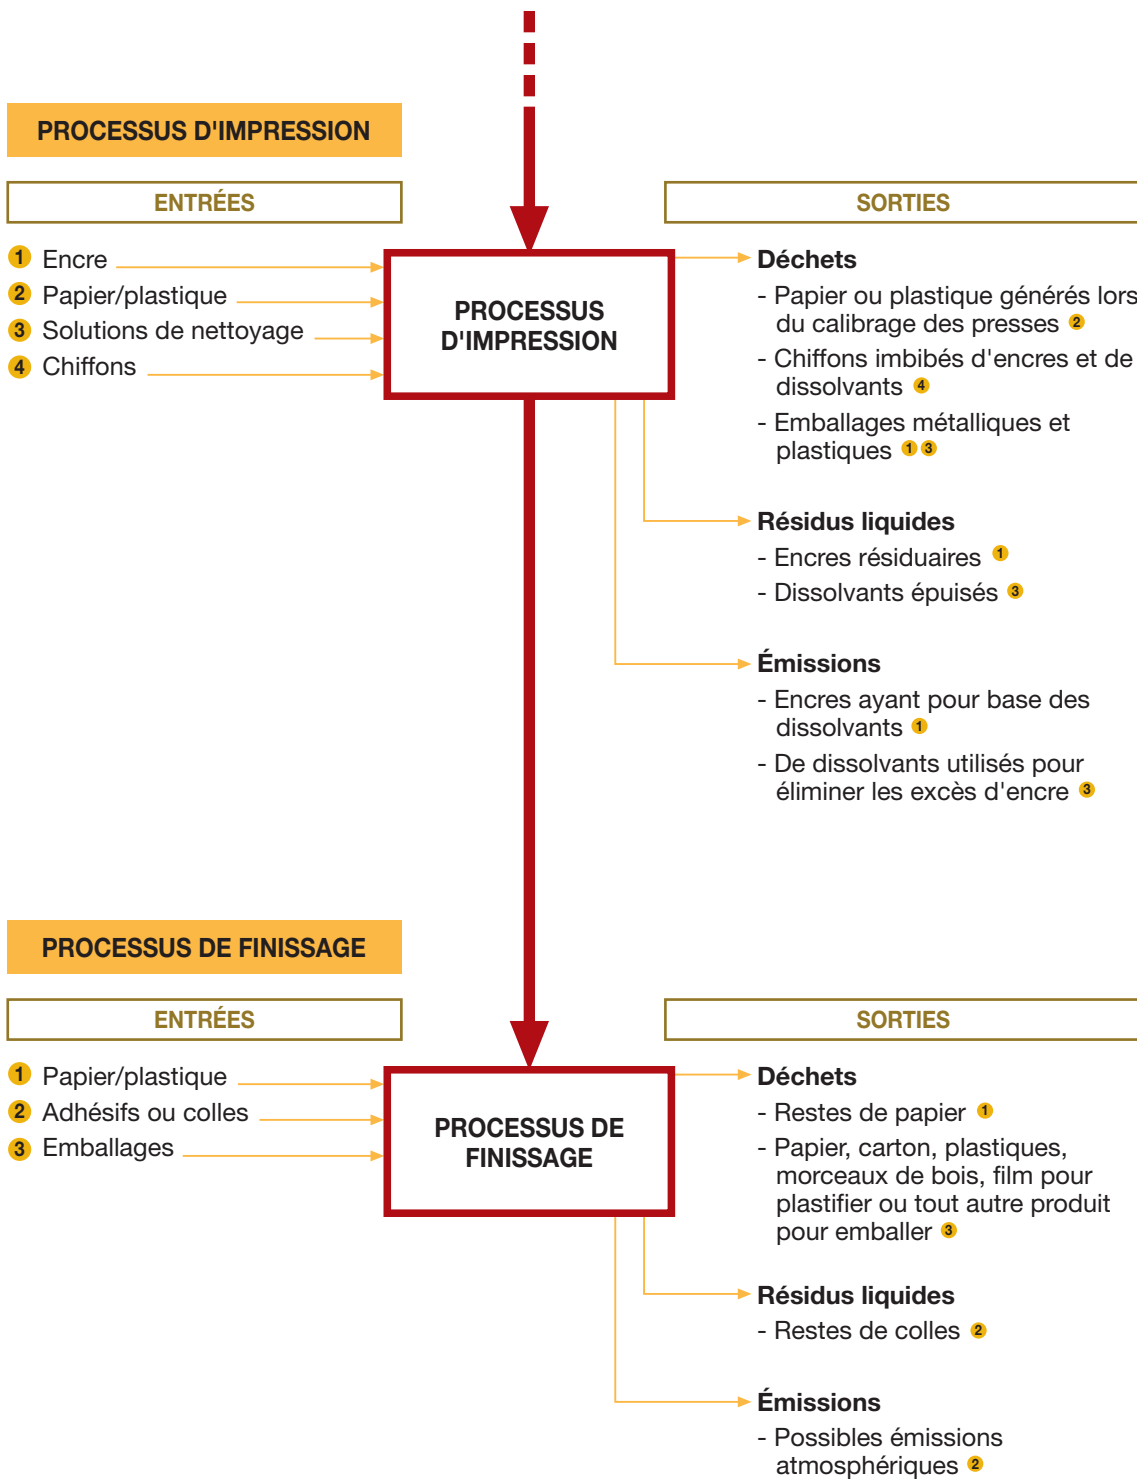 PROCESSUS D'IMPRESSION
ENTRÉES
1 Encre
2 Papier/plastique
3 Solutions de nettoyage
4 Chiffons
PROCESSUS
D'IMPRESSION
SORTIES
Déchets
- Papier ou plastique générés lors
du calibrage des presses 2
- Chiffons imbibés d'encres et de
dissolvants 4
- Emballages métalliques et
plastiques 1 3
Résidus liquides
- Encres résiduaires 1
- Dissolvants épuisés 3
Émissions
- Encres ayant pour base des
dissolvants 1
- De dissolvants utilisés pour
éliminer les excès d'encre 3
PROCESSUS DE FINISSAGE
ENTRÉES
1 Papier/plastique
2 Adhésifs ou colles
3 Emballages
PROCESSUS DE
FINISSAGE
SORTIES
Déchets
- Restes de papier 1
- Papier, carton, plastiques,
morceaux de bois, film pour
plastifier ou tout autre produit
pour emballer 3
Résidus liquides
- Restes de colles 2
Émissions
- Possibles émissions
atmosphériques 2